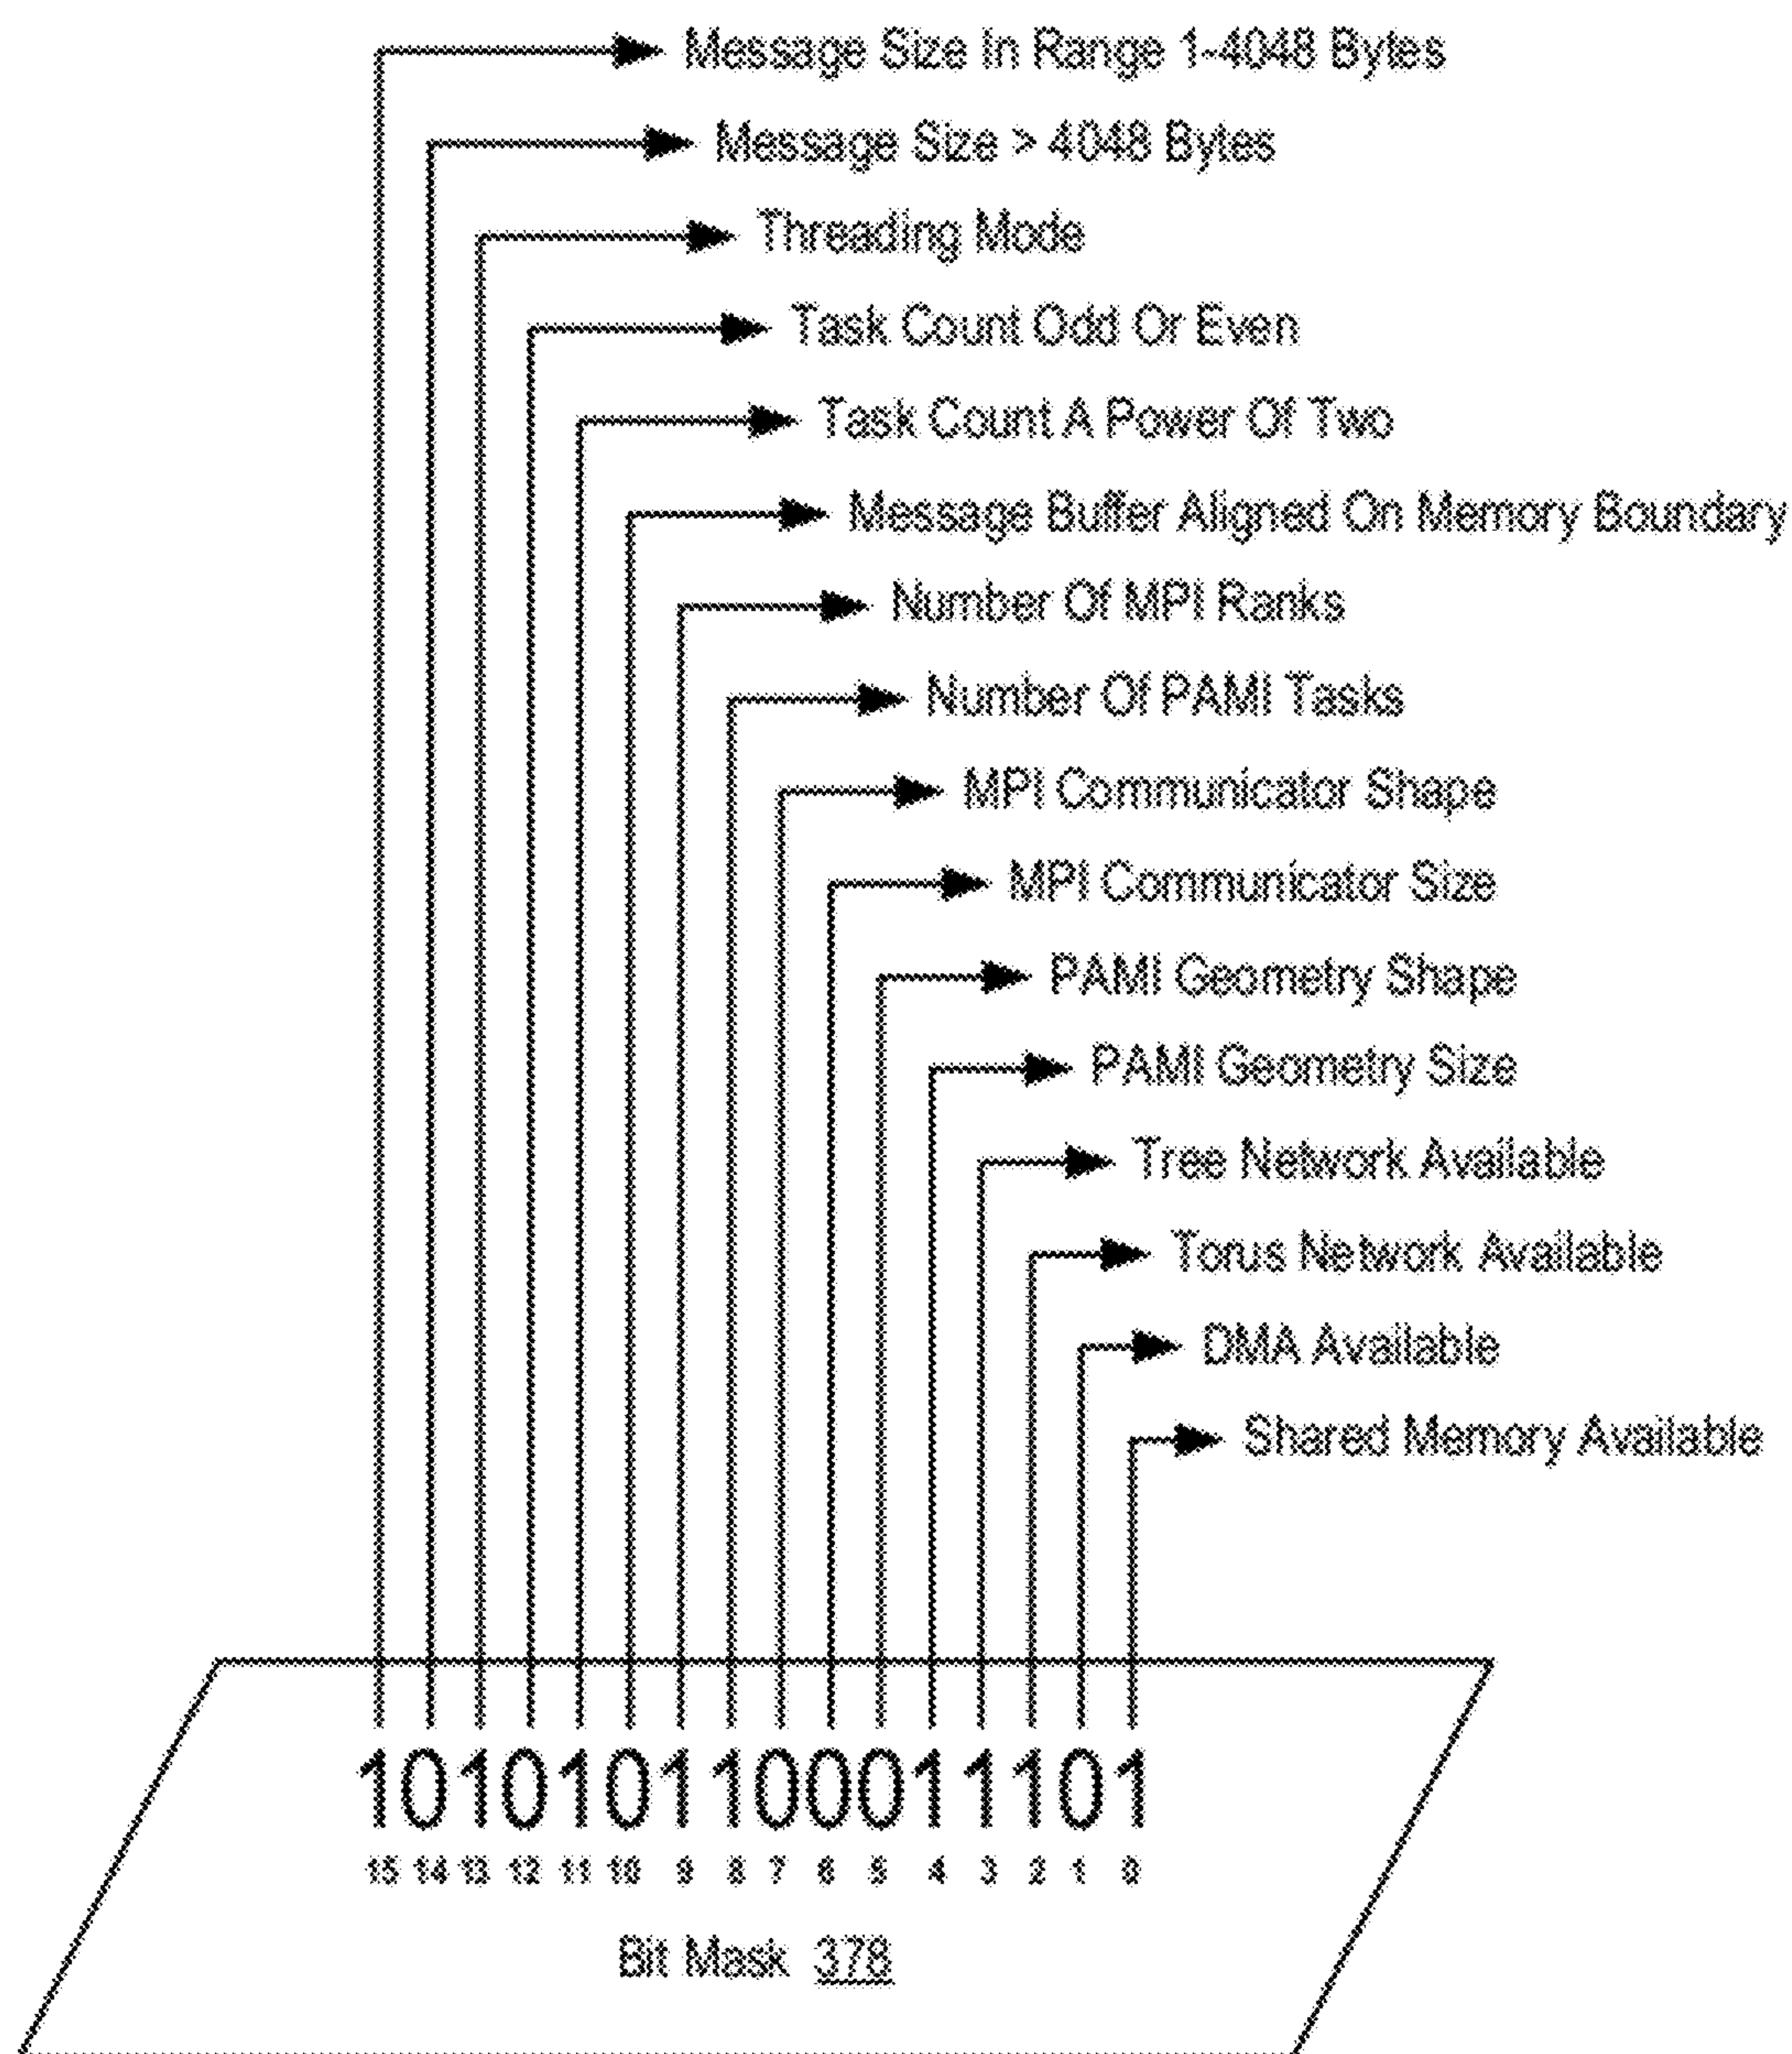 Message Size In Range 1-4048 Bytes
Message Size > 4048 Bytes
Threading Mode
Task Count Odd Or Even
Task Count A Power Of Two
Message Buffer Aligned On Memory Boundary
Number Of MPI Ranks
Number Of PAMI Tasks
MPI Communicator Shape
MPI Communicator Size
PAMI Geometry Shape
PAMI Geometry Size
Tree Network Available
Torus Network Available
DMA Available
Shared Memory Available
1010101100011101
15 14 13 12 11 10 9 8 7 6 5 4 3 2 1 0
Bit Mask 378